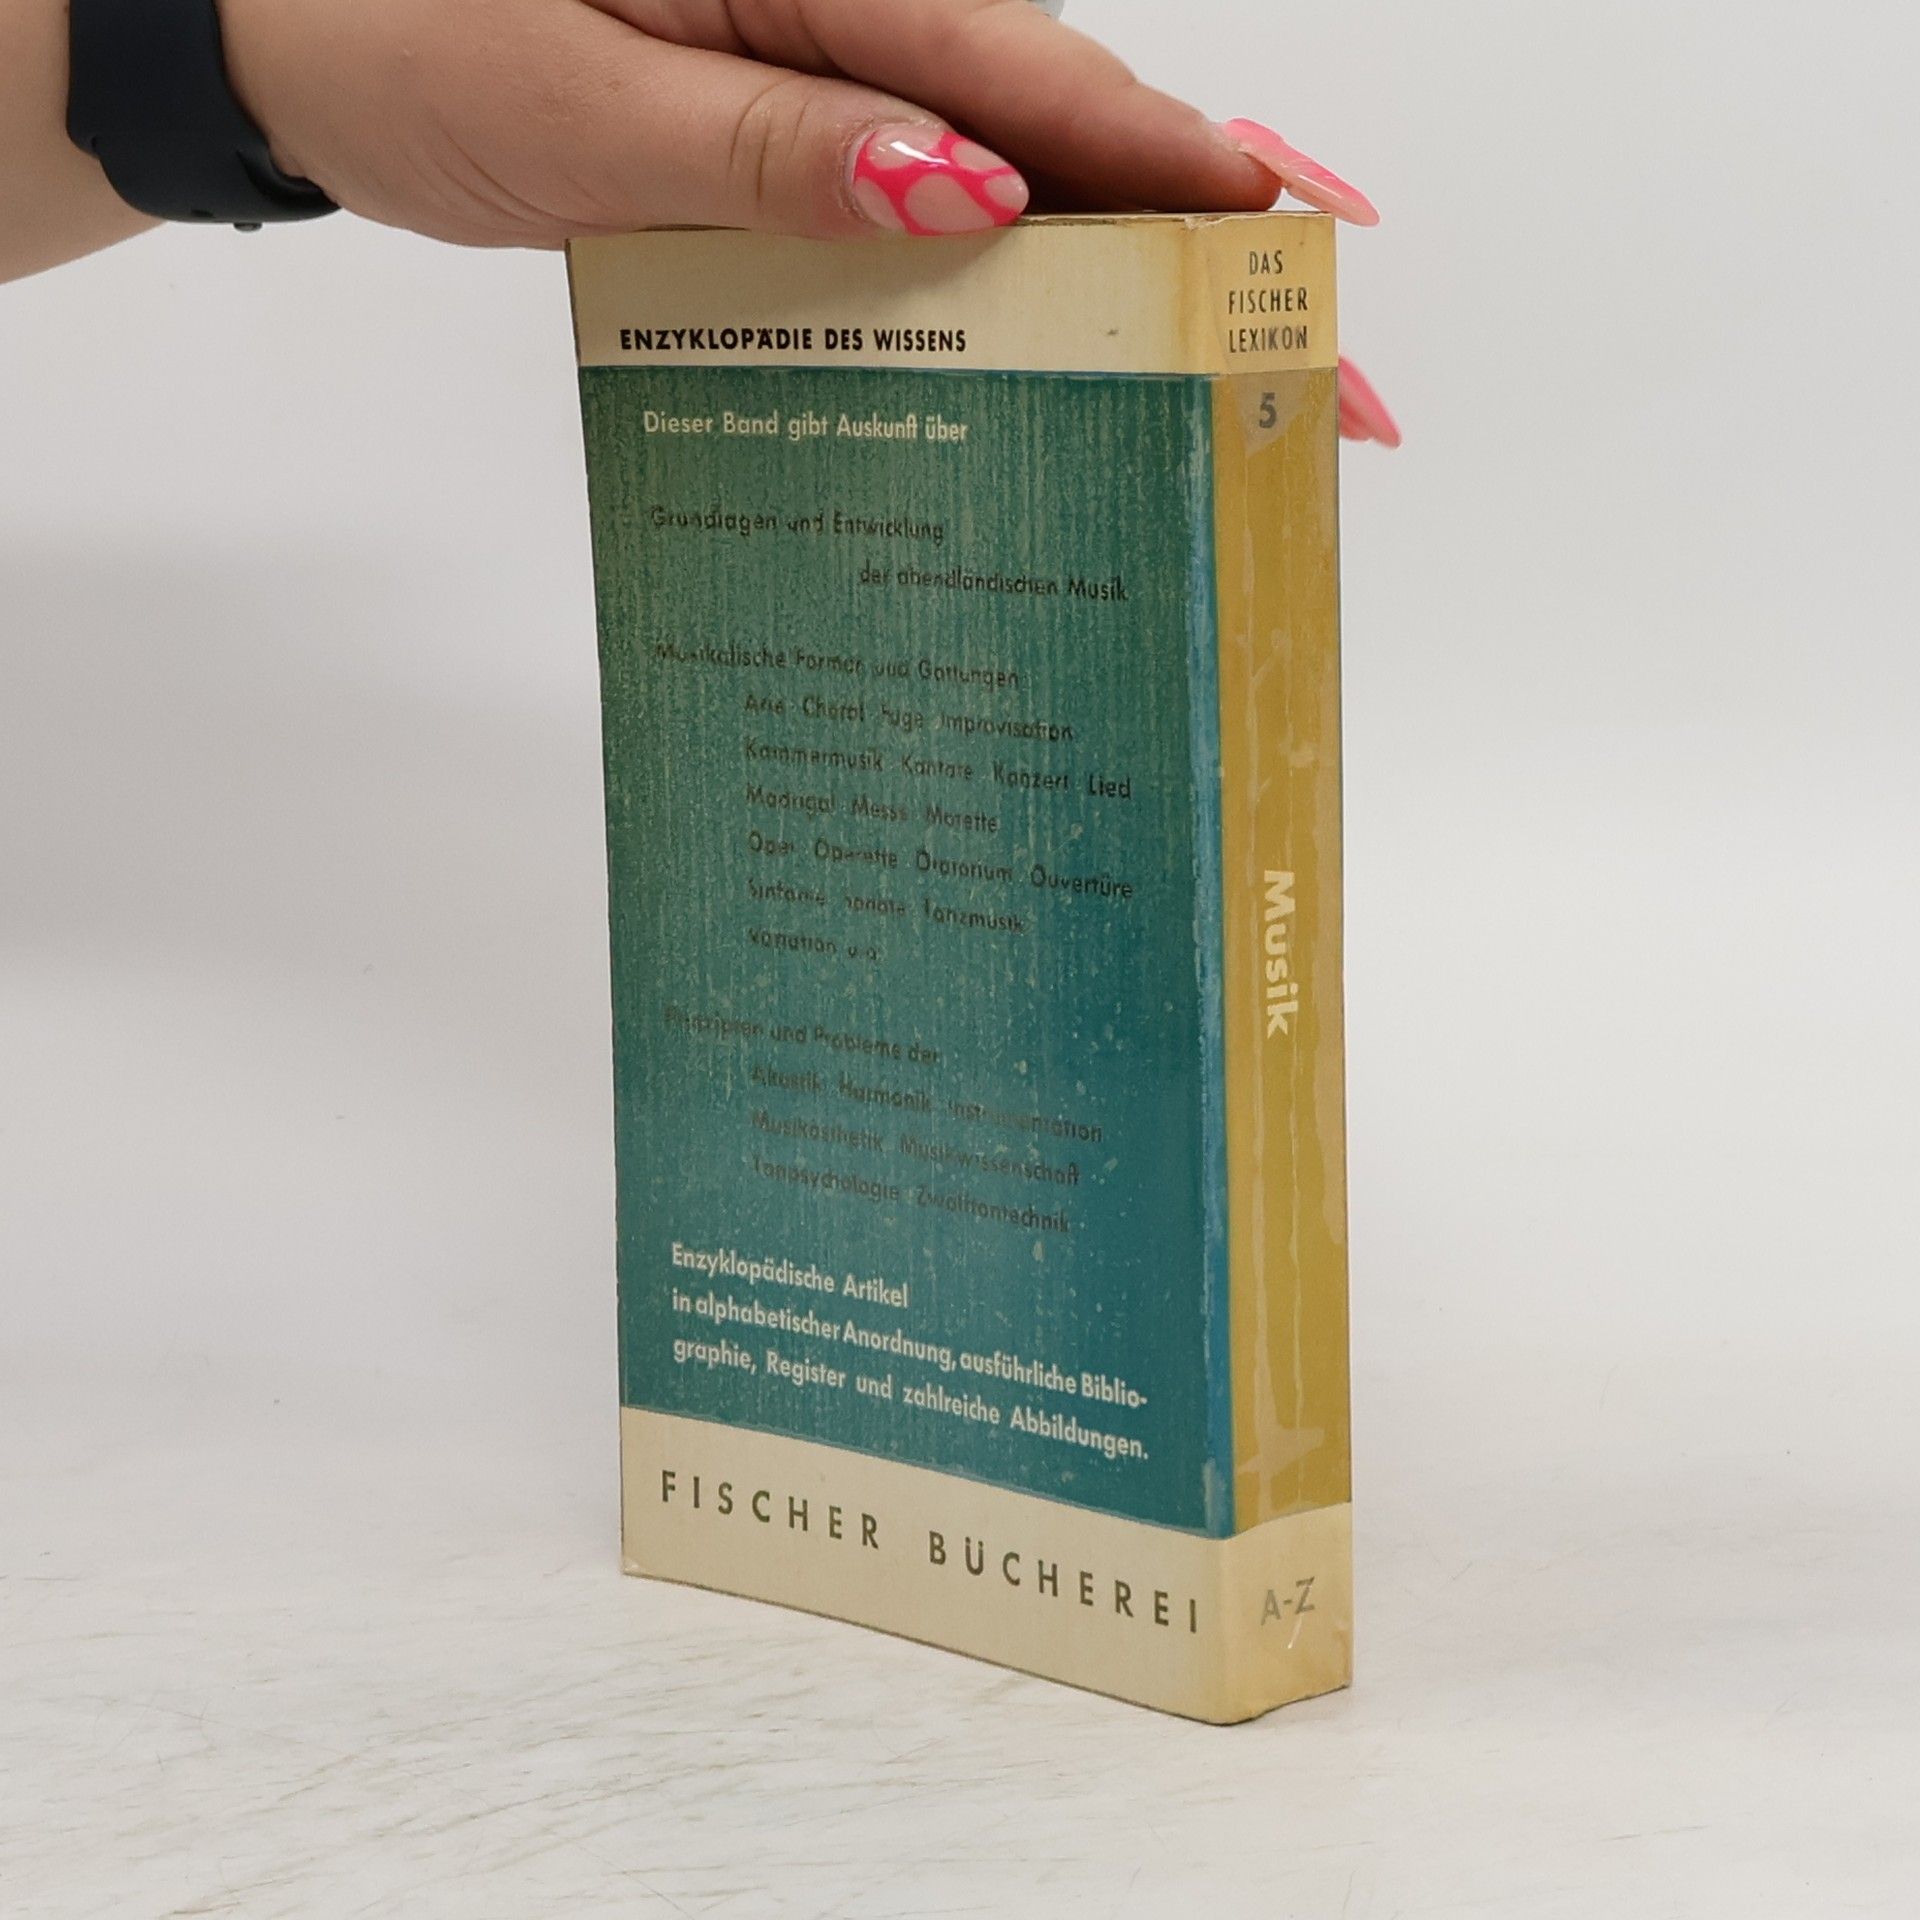 ENZYKLOPÄDIE DES WISSENS
Dieser Band gibt Auskunft über
Grundlagen und Entwicklung
der abendländischen Musik
Musikalische Formen und Gattungen
Arie · Choral · Fuge · Improvisation
Kammermusik · Kantate · Konzert · Lied
Madrigal · Messe · Motette
Oper · Operette · Oratorium · Ouvertüre
Sinfonie · Sonate · Tanzmusik
Variation u. a.
Prinzipien und Probleme der
Akustik · Harmonik · Instrumentation
Musikästhetik · Musikwissenschaft
Tonpsychologie · Zwölftontechnik
Enzyklopädische Artikel
in alphabetischer Anordnung, ausführliche Biblio-
graphie, Register und zahlreiche Abbildungen.
FISCHER BÜCHEREI
DAS
FISCHER
LEXIKON
5
Musik
A-Z